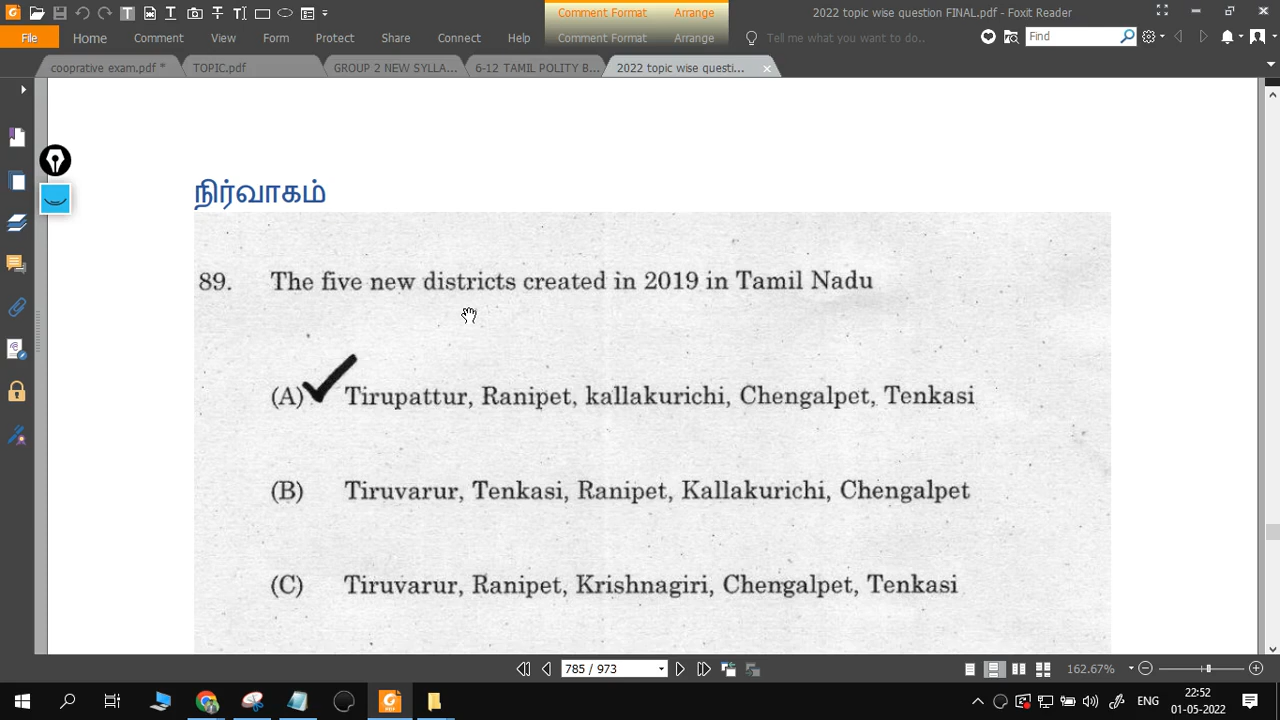 2022 topic wise question FINAL.pdf - Foxit Reader
Comment Format Arrange
File Home Comment View Form Protect Share Connect Help Comment Format Arrange Tell me what you want to do.. Find
cooprative exam.pdf * TOPIC.pdf GROUP 2 NEW SYLLA... 6-12 TAMIL POLITY B... 2022 topic wise questi...
நிர்வாகம்
89. The five new districts created in 2019 in Tamil Nadu
(A) Tirupattur, Ranipet, kallakurichi, Chengalpet, Tenkasi
(B) Tiruvarur, Tenkasi, Ranipet, Kallakurichi, Chengalpet
(C) Tiruvarur, Ranipet, Krishnagiri, Chengalpet, Tenkasi
785 / 973 162.67%
ENG 22:52
01-05-2022